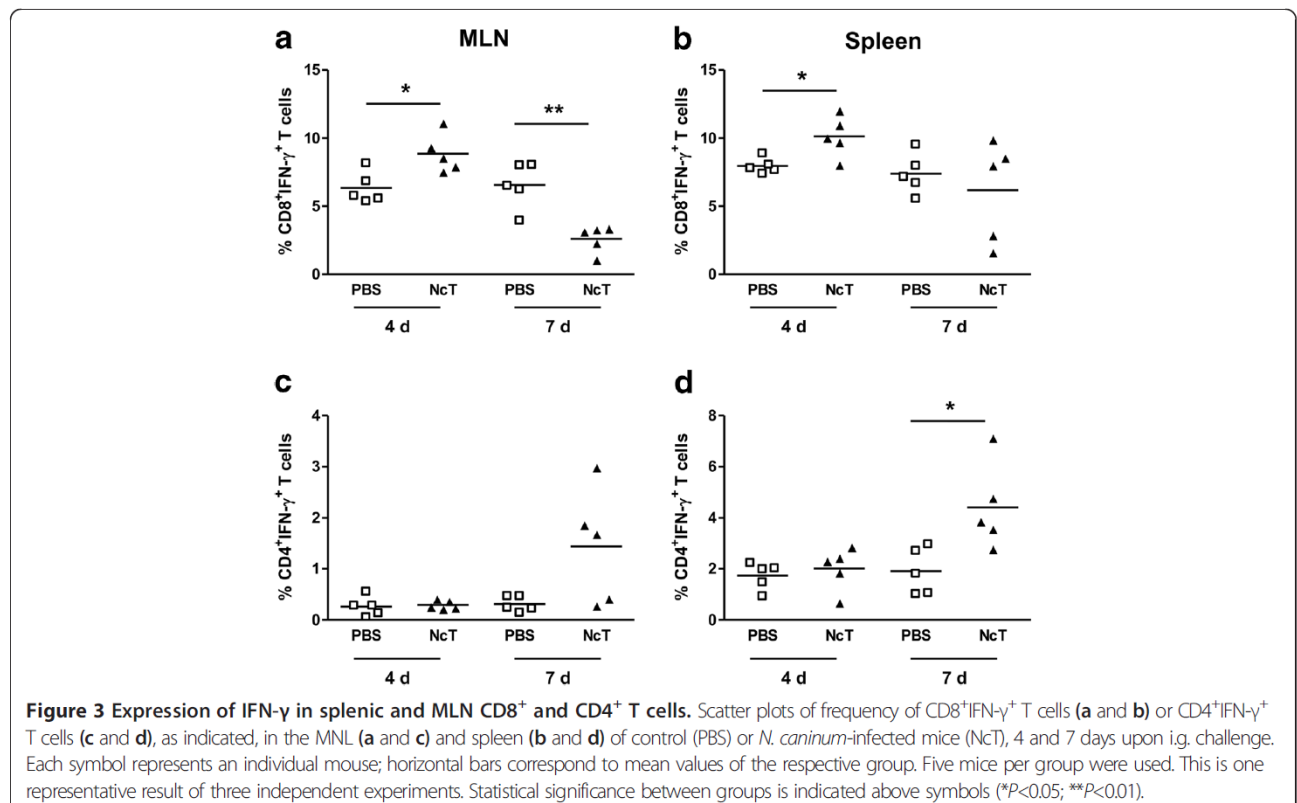 a MLN
b Spleen
% CD8⁺IFN-γ⁺ T cells
15
10
5
0
*
**
PBS NcT PBS NcT
4 d 7 d
% CD8⁺IFN-γ⁺ T cells
15
10
5
0
*
PBS NcT PBS NcT
4 d 7 d
c
d
% CD4⁺IFN-γ⁺ T cells
4
3
2
1
0
PBS NcT PBS NcT
4 d 7 d
% CD4⁺IFN-γ⁺ T cells
8
6
4
2
0
*
PBS NcT PBS NcT
4 d 7 d
Figure 3 Expression of IFN-γ in splenic and MLN CD8⁺ and CD4⁺ T cells. Scatter plots of frequency of CD8⁺IFN-γ⁺ T cells (a and b) or CD4⁺IFN-γ⁺
T cells (c and d), as indicated, in the MNL (a and c) and spleen (b and d) of control (PBS) or N. caninum-infected mice (NcT), 4 and 7 days upon i.g. challenge.
Each symbol represents an individual mouse; horizontal bars correspond to mean values of the respective group. Five mice per group were used. This is one
representative result of three independent experiments. Statistical significance between groups is indicated above symbols (*P<0.05; **P<0.01).